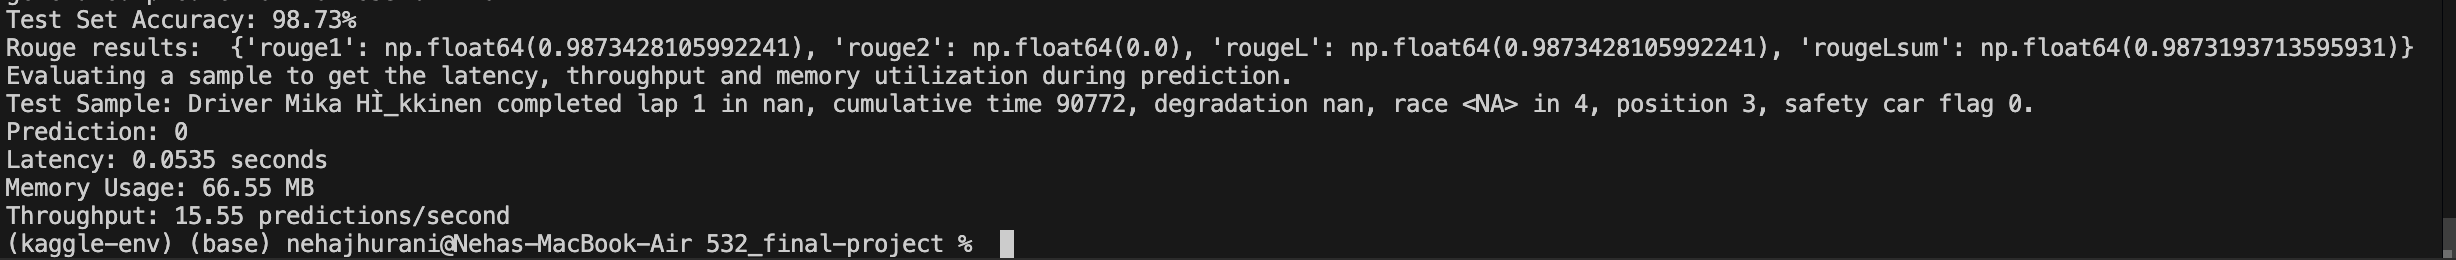 Test Set Accuracy: 98.73%
Rouge results:  {'rouge1': np.float64(0.9873428105992241), 'rouge2': np.float64(0.0), 'rougeL': np.float64(0.9873428105992241), 'rougeLsum': np.float64(0.9873193713595931)}
Evaluating a sample to get the latency, throughput and memory utilization during prediction.
Test Sample: Driver Mika HÌ_kkinen completed lap 1 in nan, cumulative time 90772, degradation nan, race <NA> in 4, position 3, safety car flag 0.
Prediction: 0
Latency: 0.0535 seconds
Memory Usage: 66.55 MB
Throughput: 15.55 predictions/second
(kaggle-env) (base) nehajhurani@Nehas-MacBook-Air 532_final-project %